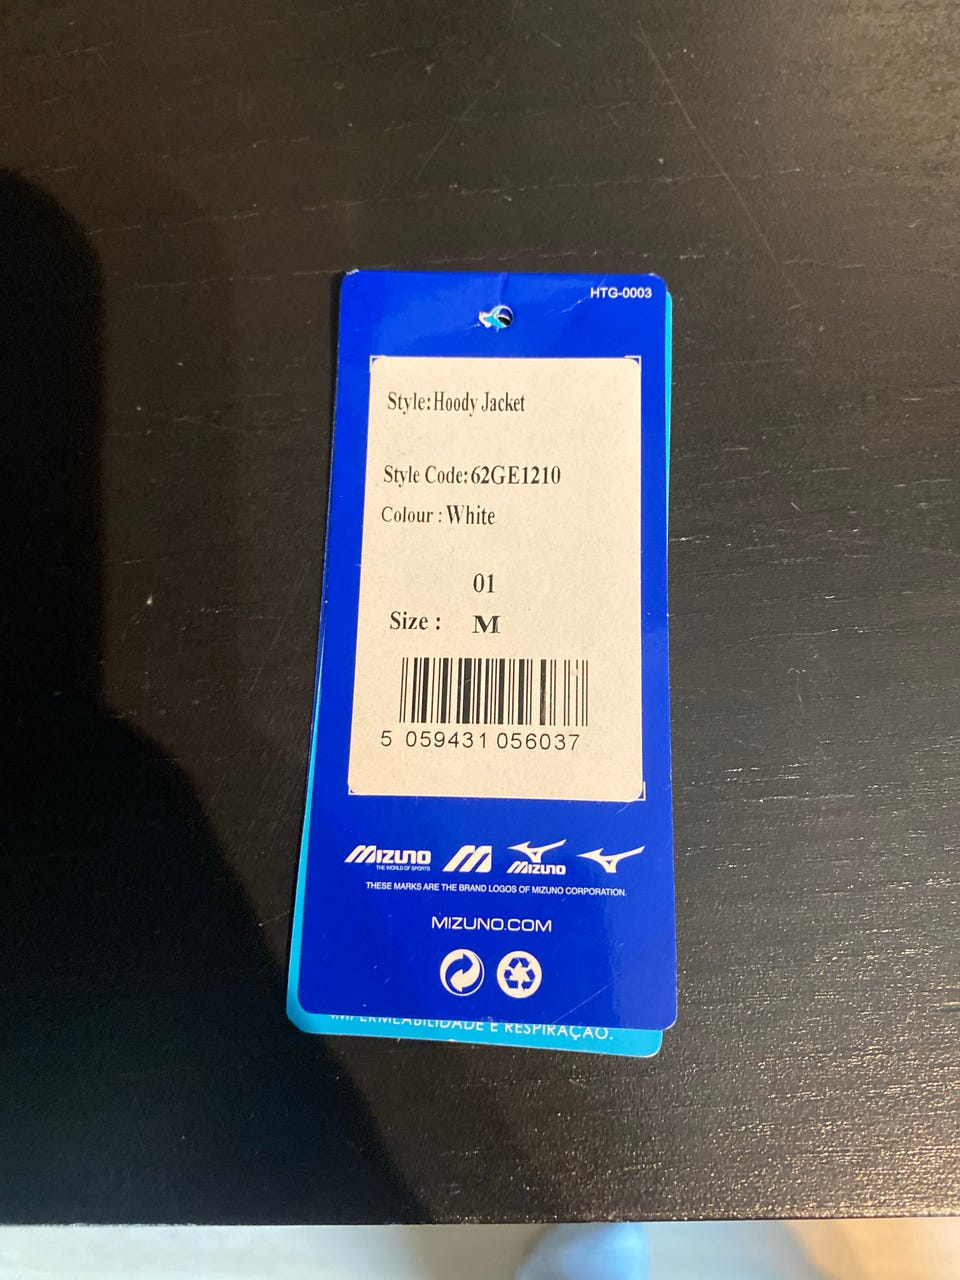 HTG-0003
Style:Hoody Jacket
Style Code:62GE1210
Colour : White
01
Size : M
5 059431 056037
MIZUNO
THE WORLD OF SPORTS
MIZUNO
THESE MARKS ARE THE BRAND LOGOS OF MIZUNO CORPORATION.
MIZUNO.COM
IMPERMEABILIDADE E RESPIRAÇÃO.